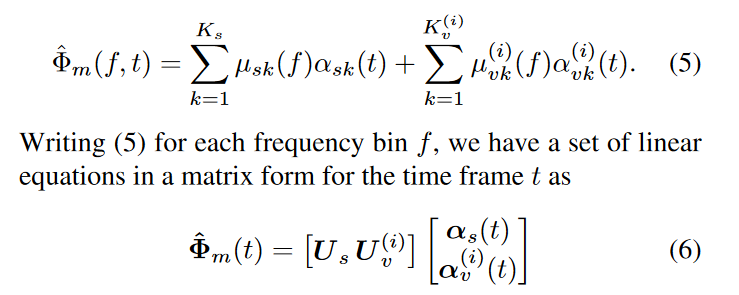 $$\hat{\Phi}_m(f,t) = \sum_{k=1}^{K_s} \mu_{sk}(f)\alpha_{sk}(t) + \sum_{k=1}^{K_v^{(i)}} \mu_{vk}^{(i)}(f)\alpha_{vk}^{(i)}(t). \quad (5)$$
Writing (5) for each frequency bin $f$, we have a set of linear
equations in a matrix form for the time frame $t$ as
$$\hat{\boldsymbol{\Phi}}_m(t) = [\boldsymbol{U}_s \, \boldsymbol{U}_v^{(i)}] \begin{bmatrix} \boldsymbol{\alpha}_s(t) \\ \boldsymbol{\alpha}_v^{(i)}(t) \end{bmatrix} \quad (6)$$